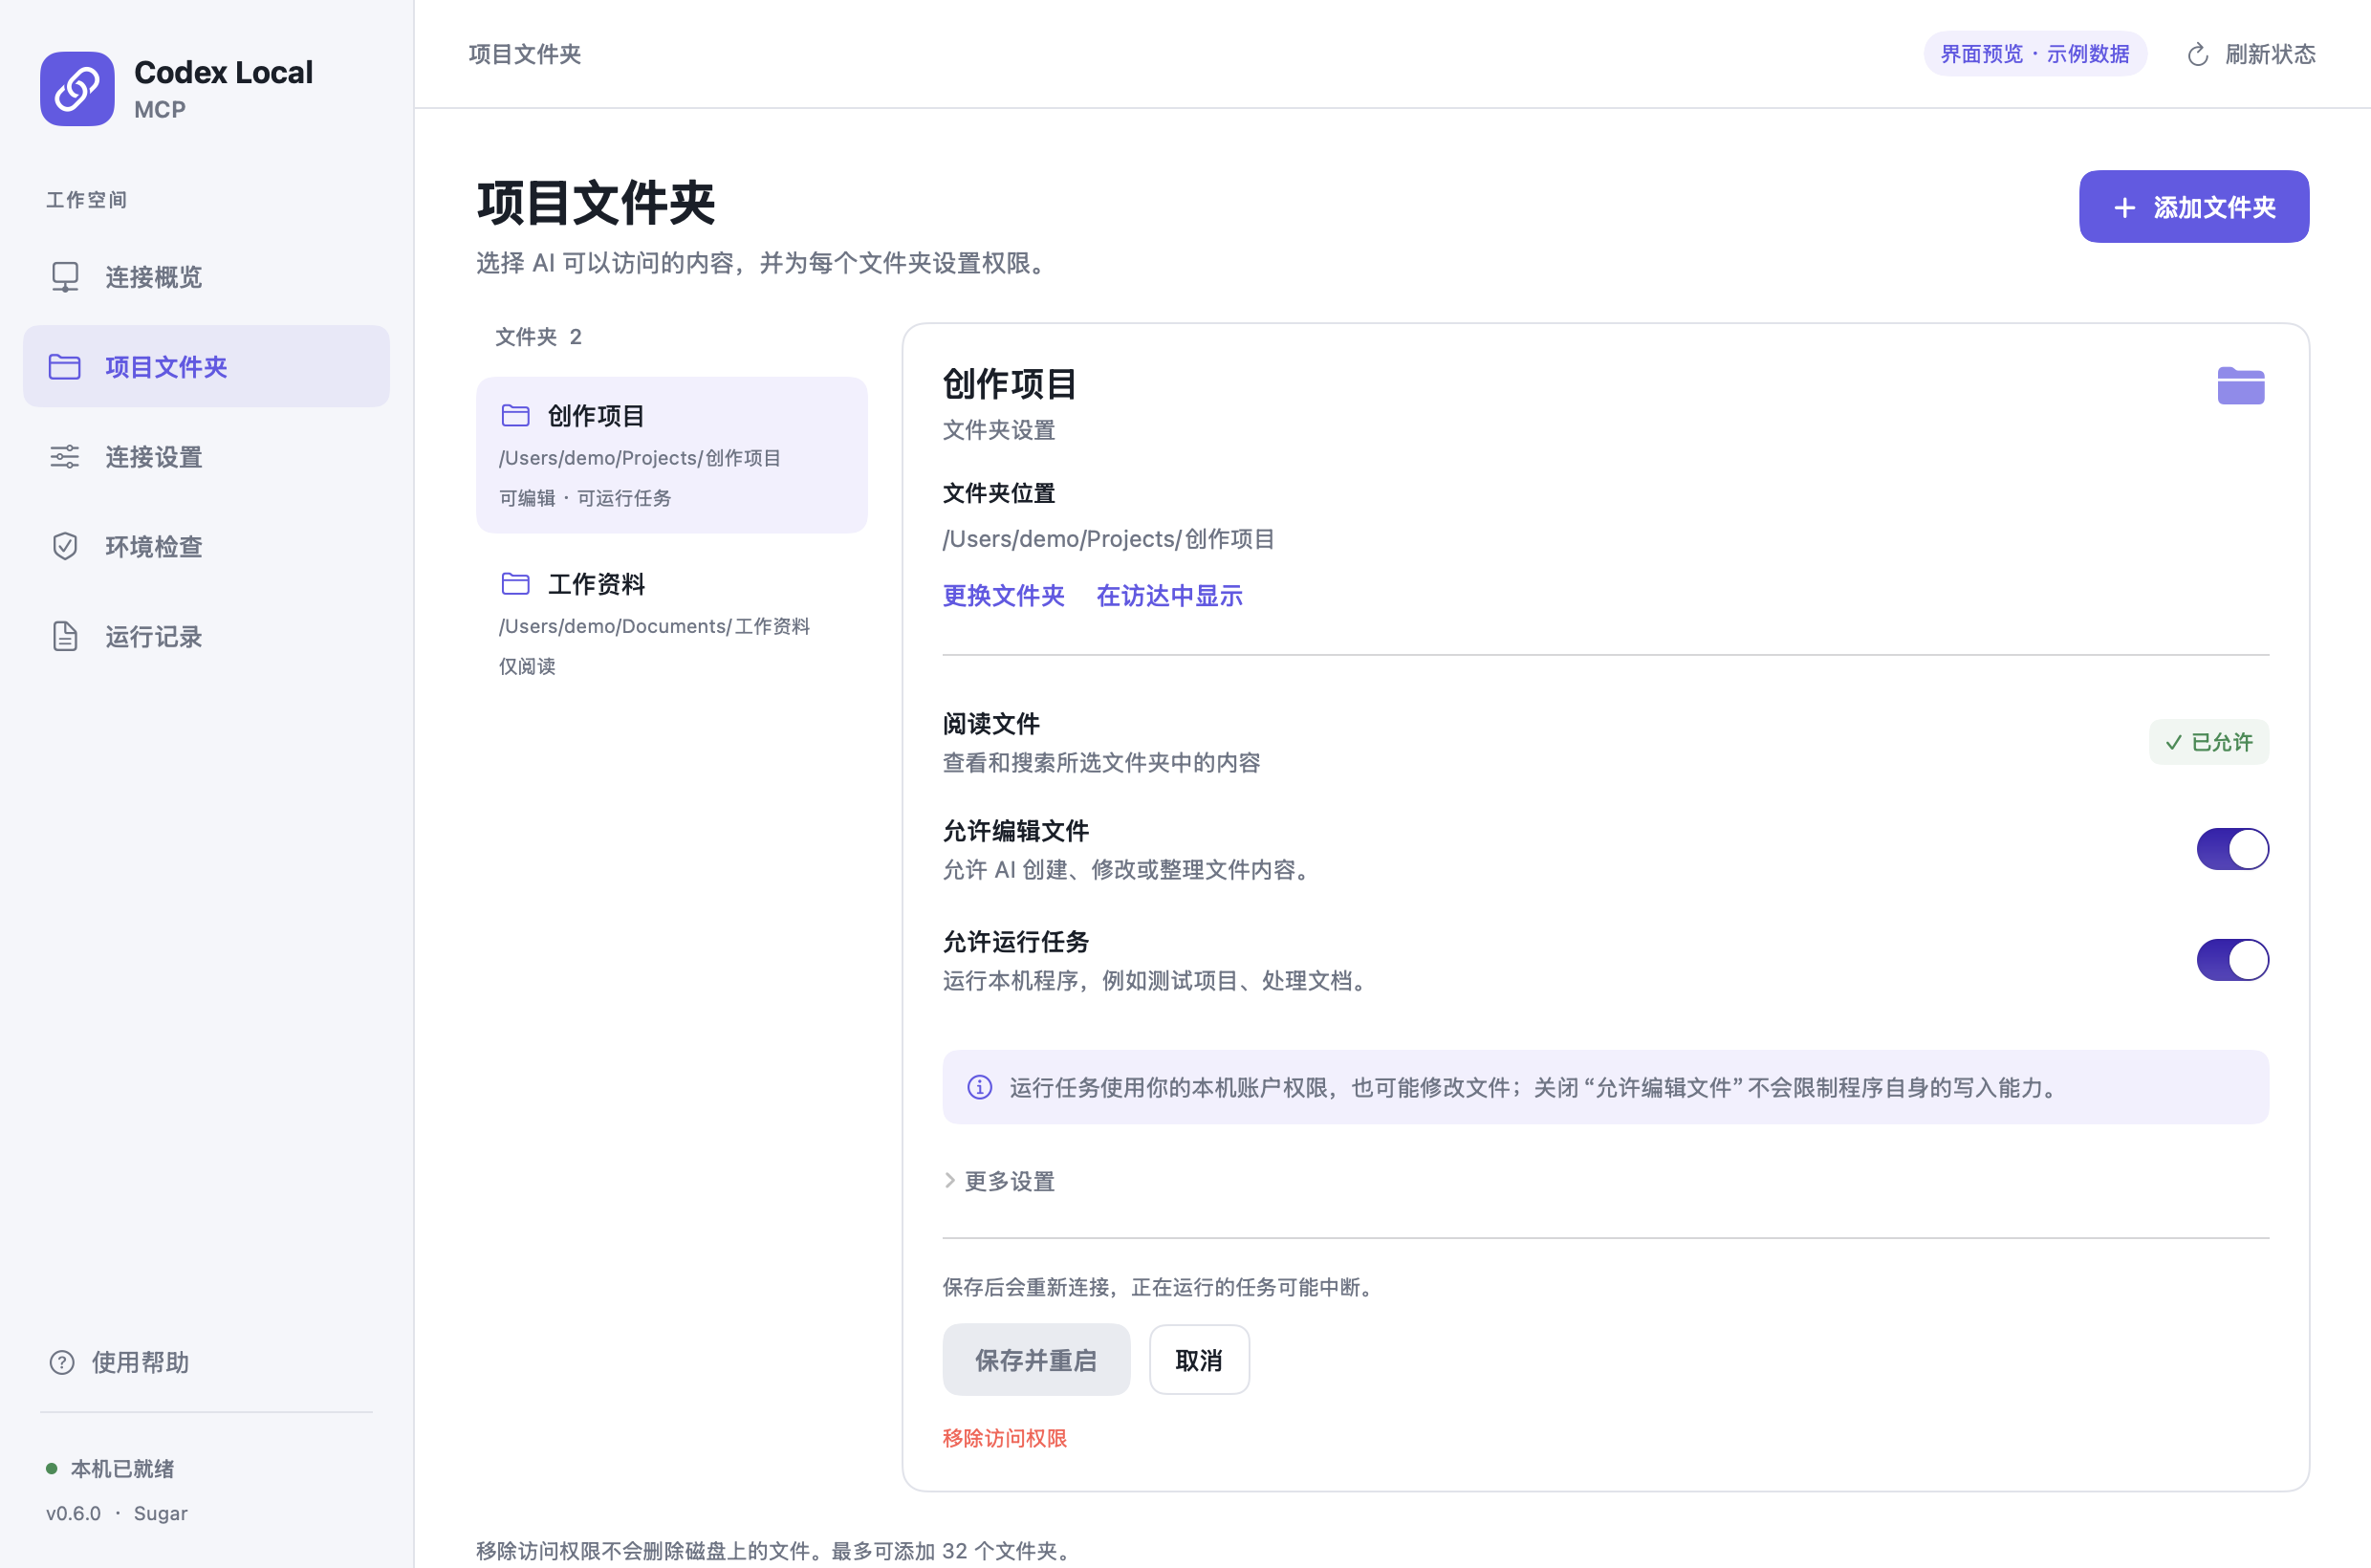 Codex Local
MCP
工作空间
连接概览
项目文件夹
连接设置
环境检查
运行记录
使用帮助
本机已就绪
v0.6.0 · Sugar
项目文件夹
界面预览 · 示例数据
刷新状态
项目文件夹
选择 AI 可以访问的内容，并为每个文件夹设置权限。
添加文件夹
文件夹 2
创作项目
/Users/demo/Projects/创作项目
可编辑 · 可运行任务
工作资料
/Users/demo/Documents/工作资料
仅阅读
创作项目
文件夹设置
文件夹位置
/Users/demo/Projects/创作项目
更换文件夹 在访达中显示
阅读文件
查看和搜索所选文件夹中的内容
已允许
允许编辑文件
允许 AI 创建、修改或整理文件内容。
允许运行任务
运行本机程序，例如测试项目、处理文档。
运行任务使用你的本机账户权限，也可能修改文件；关闭“允许编辑文件”不会限制程序自身的写入能力。
更多设置
保存后会重新连接，正在运行的任务可能中断。
保存并重启 取消
移除访问权限
移除访问权限不会删除磁盘上的文件。最多可添加 32 个文件夹。